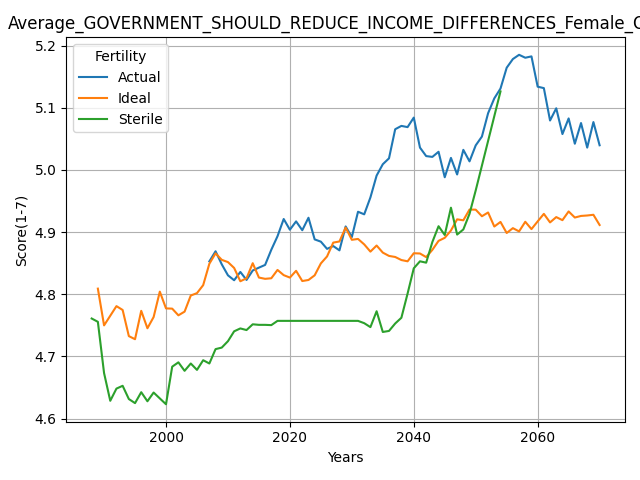 Average_GOVERNMENT_SHOULD_REDUCE_INCOME_DIFFERENCES_Female_
Fertility
Actual
Ideal
Sterile
Score(1-7)
5.2
5.1
5.0
4.9
4.8
4.7
4.6
2000
2020
2040
2060
Years